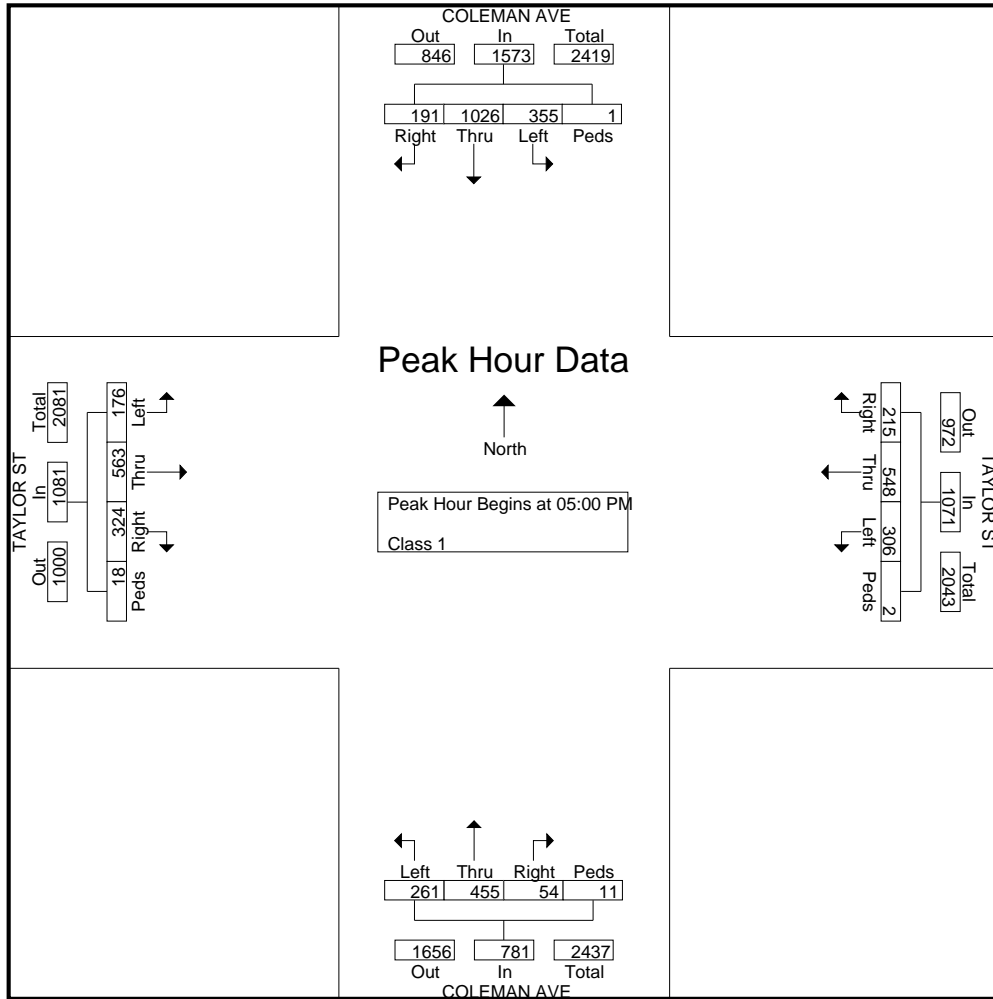 COLEMAN AVE
Out In Total
846 1573 2419
191 1026 355 1
Right Thru Left Peds
Peak Hour Data
North
Peak Hour Begins at 05:00 PM
Class 1
TAYLOR ST
Total In Out
2081 1081 1000
176 563 324 18
Left Thru Right Peds
Right Thru Left Peds
215 548 306 2
Out In Total
972 1071 2043
TAYLOR ST
Left Thru Right Peds
261 455 54 11
1656 781 2437
Out In Total
COLEMAN AVE